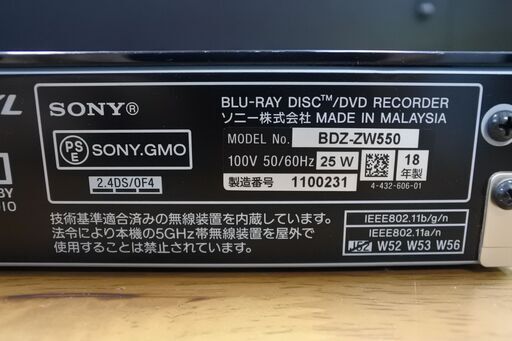 SONY®
BLU-RAY DISC™/DVD RECORDER
ソニー株式会社 MADE IN MALAYSIA
MODEL No. BDZ-ZW550
PSE SONY.GMO
100V 50/60Hz 25 W
18年製
2.4DS/OF4
製造番号 1100231
4-432-606-01
技術基準適合済みの無線装置を内蔵しています。
法令により本機の5GHz帯無線装置を屋外で
使用することは禁止されています。
IEEE802.11b/g/n
IEEE802.11a/n
J52 W52 W53 W56